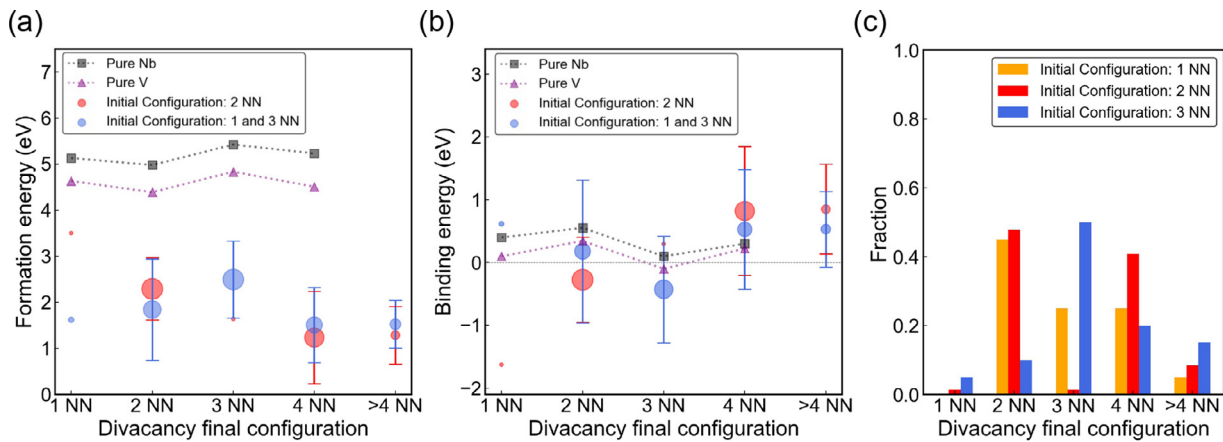 (a)
Formation energy (eV)
7
6
5
4
3
2
1
0
Pure Nb
Pure V
Initial Configuration: 2 NN
Initial Configuration: 1 and 3 NN
1 NN 2 NN 3 NN 4 NN >4 NN
Divacancy final configuration
(b)
Binding energy (eV)
3
2
1
0
−1
−2
Pure Nb
Pure V
Initial Configuration: 2 NN
Initial Configuration: 1 and 3 NN
1 NN 2 NN 3 NN 4 NN >4 NN
Divacancy final configuration
(c)
Fraction
1.0
0.8
0.6
0.4
0.2
0.0
Initial Configuration: 1 NN
Initial Configuration: 2 NN
Initial Configuration: 3 NN
1 NN 2 NN 3 NN 4 NN >4 NN
Divacancy final configuration